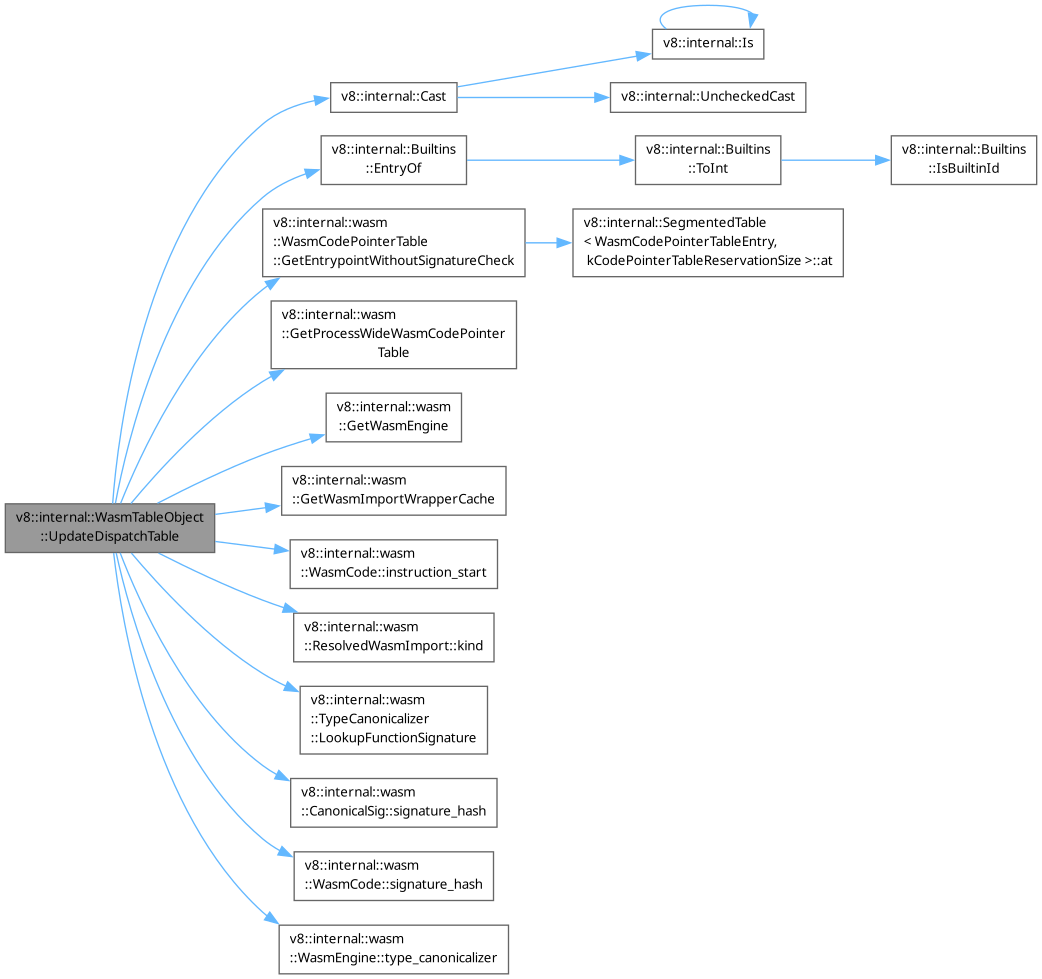 v8::internal::Is
v8::internal::Cast
v8::internal::UncheckedCast
v8::internal::Builtins
::EntryOf
v8::internal::Builtins
::ToInt
v8::internal::Builtins
::IsBuiltinId
v8::internal::wasm
::WasmCodePointerTable
::GetEntrypointWithoutSignatureCheck
v8::internal::SegmentedTable
< WasmCodePointerTableEntry,
kCodePointerTableReservationSize >::at
v8::internal::wasm
::GetProcessWideWasmCodePointer
Table
v8::internal::wasm
::GetWasmEngine
v8::internal::wasm
::GetWasmImportWrapperCache
v8::internal::WasmTableObject
::UpdateDispatchTable
v8::internal::wasm
::WasmCode::instruction_start
v8::internal::wasm
::ResolvedWasmImport::kind
v8::internal::wasm
::TypeCanonicalizer
::LookupFunctionSignature
v8::internal::wasm
::CanonicalSig::signature_hash
v8::internal::wasm
::WasmCode::signature_hash
v8::internal::wasm
::WasmEngine::type_canonicalizer